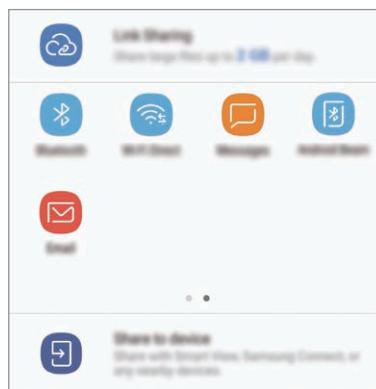 Link Sharing
Share large files up to 2 GB per day.
Bluetooth
Wi-Fi Direct
Messages
Android Beam
Email
Share to device
Share with Smart View, Samsung Connect, or
any nearby devices.